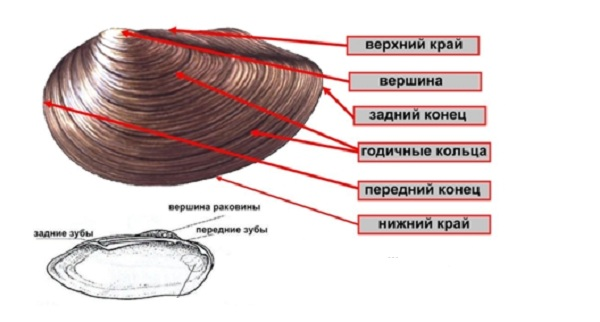 верхний край
вершина
задний конец
годичные кольца
передний конец
нижний край
вершина раковины
задние зубы
передние зубы